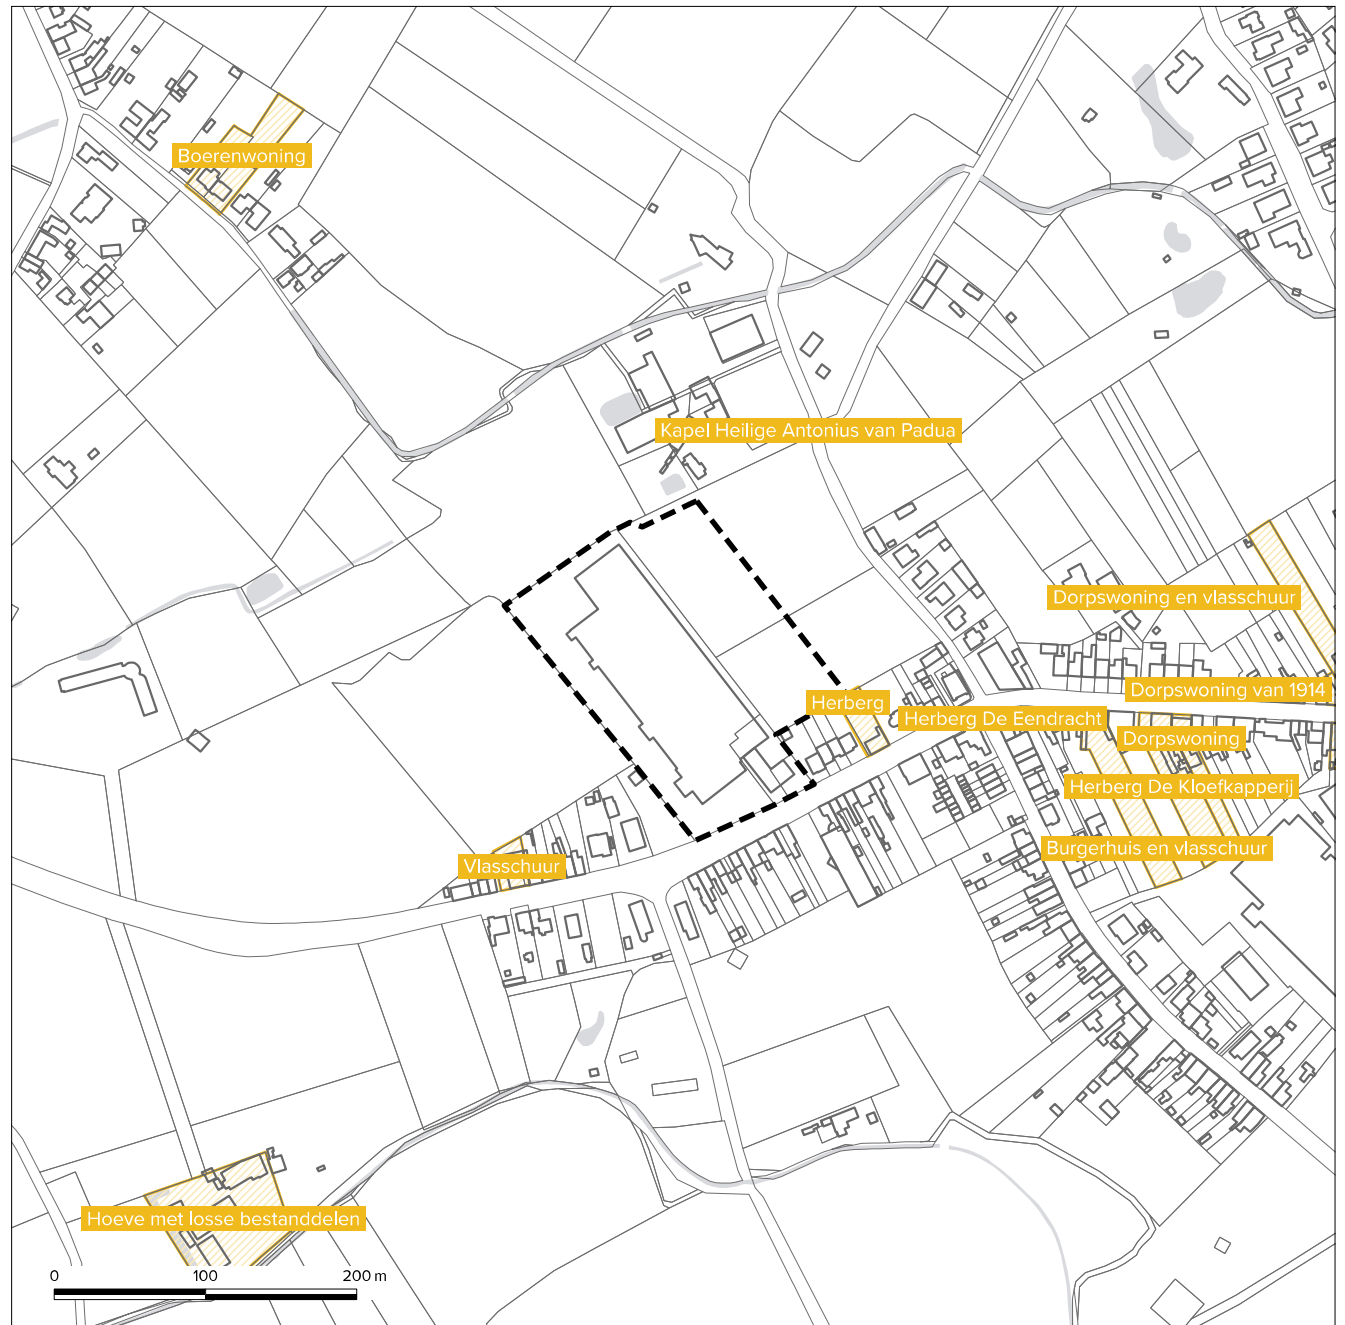 Boerenwoning
Kapel Heilige Antonius van Padua
Dorpswoning en vlasschuur
Dorpswoning van 1914
Herberg
Herberg De Eendracht
Dorpswoning
Herberg De Kloefkapperij
Burgerhuis en vlasschuur
Vlasschuur
Hoeve met losse bestanddelen
0 100 200 m